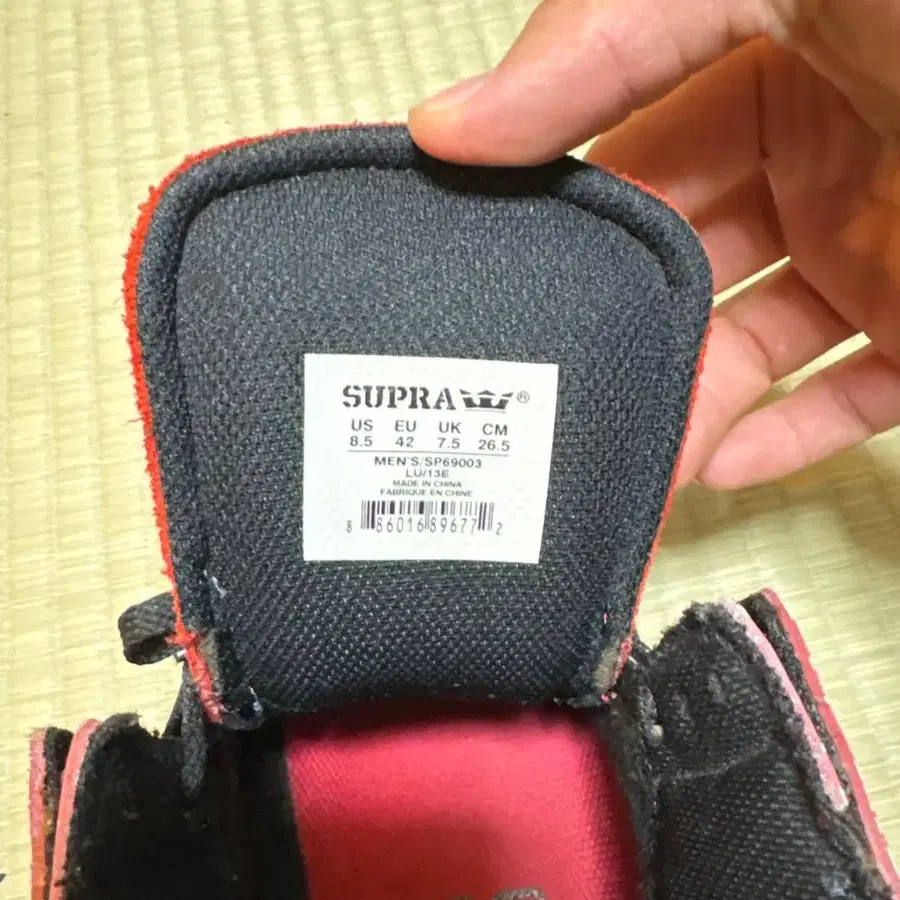 SUPRA ®
US EU UK CM
8.5 42 7.5 26.5
MEN'S/SP69003
LU/13E
MADE IN CHINA
FABRIQUE EN CHINE
8 86016 89677 2